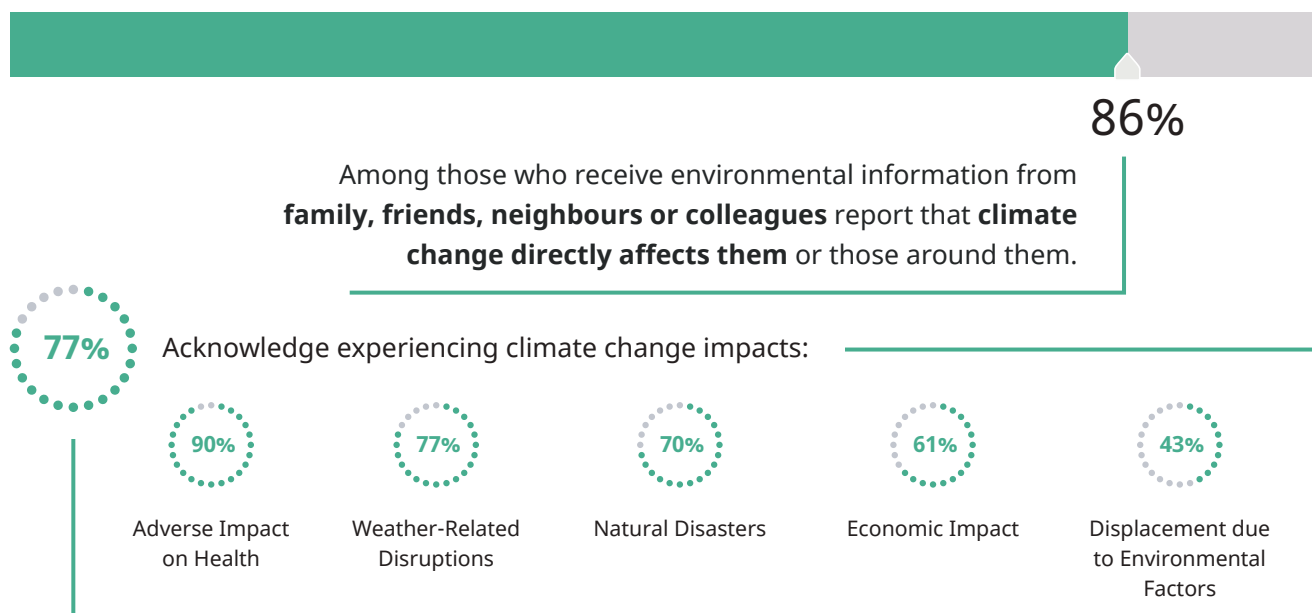 86%
Among those who receive environmental information from
family, friends, neighbours or colleagues report that climate
change directly affects them or those around them.
77%
Acknowledge experiencing climate change impacts:
90%
77%
70%
61%
43%
Adverse Impact
on Health
Weather-Related
Disruptions
Natural Disasters
Economic Impact
Displacement due
to Environmental
Factors